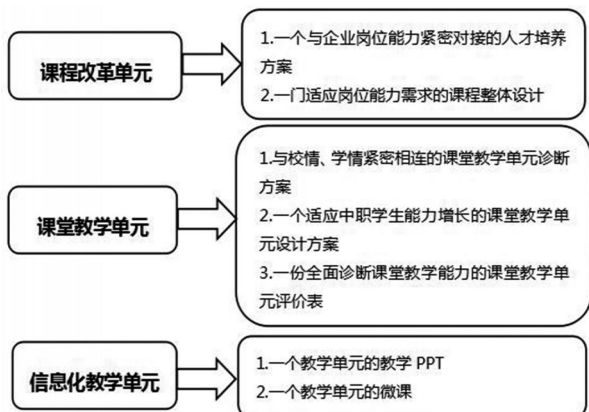 课程改革单元
1.一个与企业岗位能力紧密对接的人才培养
方案
2.一门适应岗位能力需求的课程整体设计
课堂教学单元
1.与校情、学情紧密相连的课堂教学单元诊断
方案
2.一个适应中职学生能力增长的课堂教学单
元设计方案
3.一份全面诊断课堂教学能力的课堂教学单
元评价表
信息化教学单元
1.一个教学单元的教学 PPT
2.一个教学单元的微课